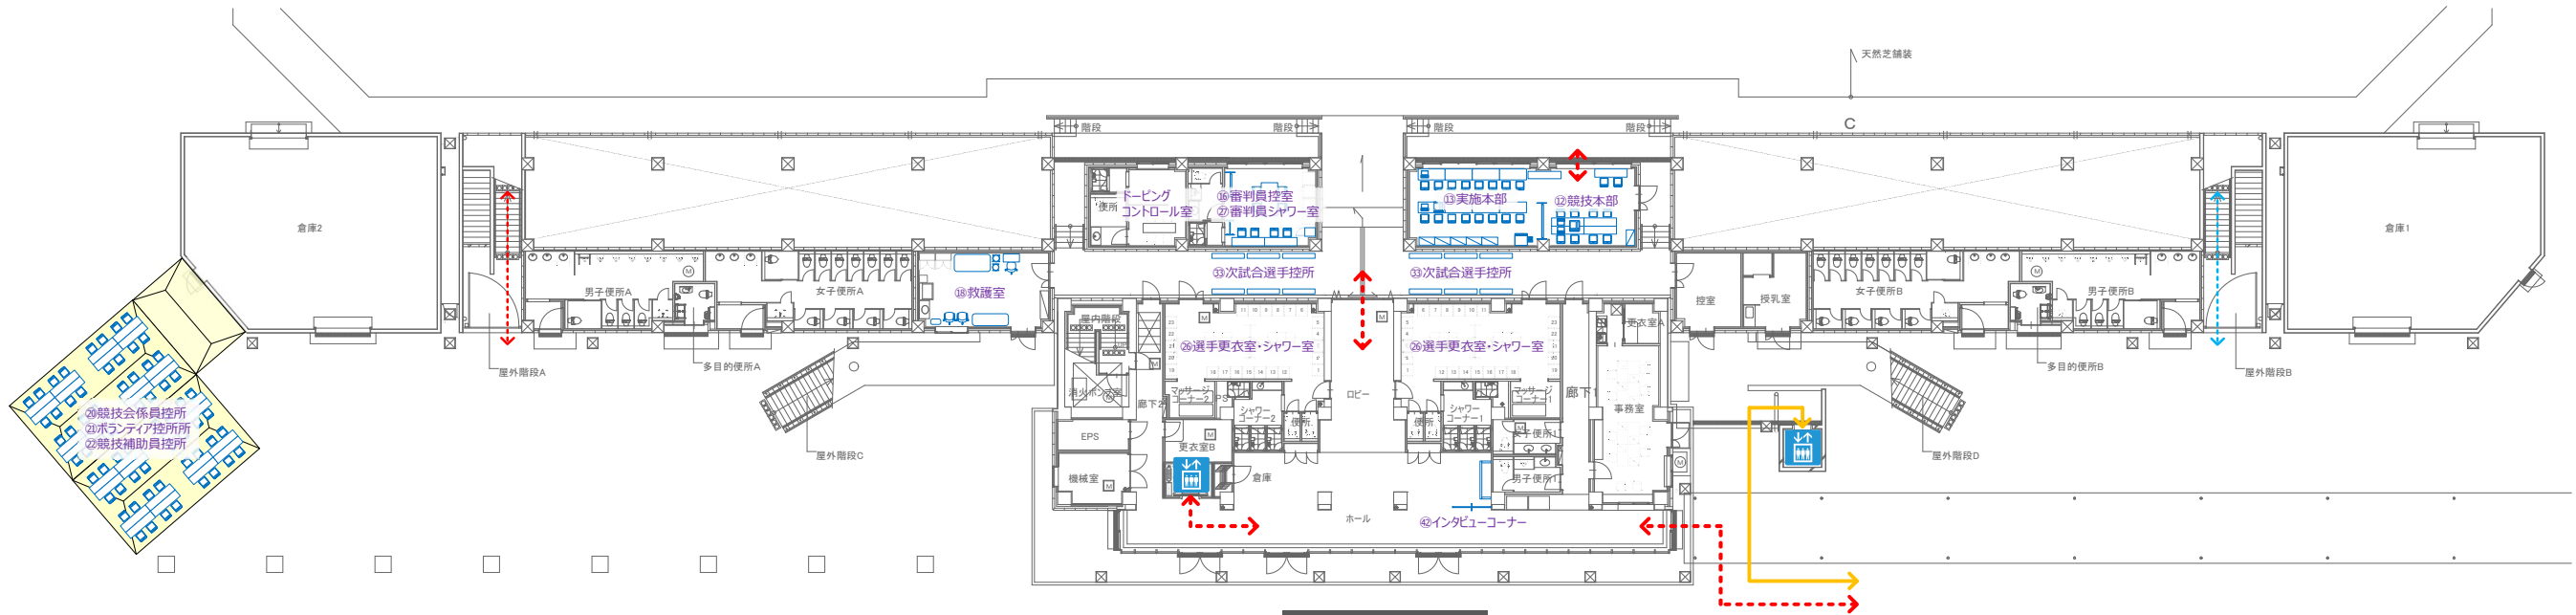 天然芝舗装
C
階段
階段
階段
階段
倉庫2
便所
ドーピング
コントロール室
⑯審判員控室
㉗審判員シャワー室
⑬実施本部
⑫競技本部
倉庫1
㉝次試合選手控所
㉝次試合選手控所
男子便所A
女子便所A
⑱救護室
控室
授乳室
女子便所B
男子便所B
屋内階段
更衣室A
㉖選手更衣室・シャワー室
㉖選手更衣室・シャワー室
屋外階段A
多目的便所A
多目的便所B
屋外階段B
消火ポンプ室
廊下2
マッサージ
コーナー2
PS
シャワー
コーナー2
便所
ロビー
便所
シャワー
コーナー1
マッサージ
コーナー1
廊下1
事務室
⑳競技会係員控所
㉑ボランティア控所所
㉒競技補助員控所
EPS
更衣室B
女子便所1
屋外階段C
屋外階段D
機械室
倉庫
男子便所1
ホール
㊷インタビューコーナー